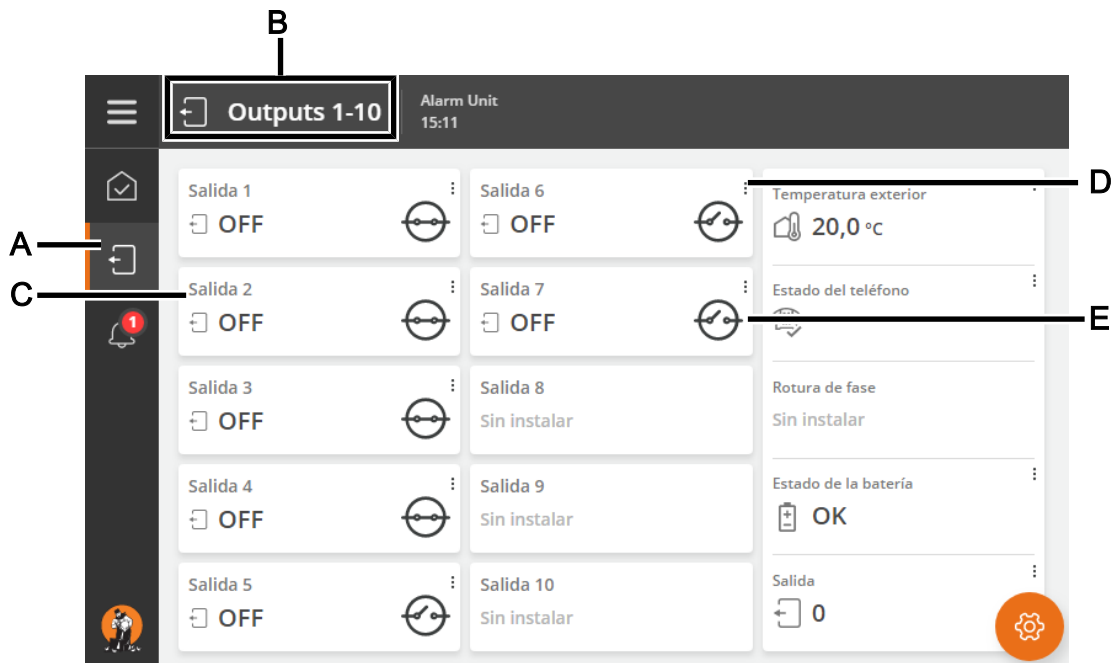 B
Outputs 1-10
Alarm Unit
15:11
A
C
D
E
1
Salida 1
OFF
Salida 2
OFF
Salida 3
OFF
Salida 4
OFF
Salida 5
OFF
Salida 6
OFF
Salida 7
OFF
Salida 8
Sin instalar
Salida 9
Sin instalar
Salida 10
Sin instalar
Temperatura exterior
20,0 °C
Estado del teléfono
Rotura de fase
Sin instalar
Estado de la batería
OK
Salida
0